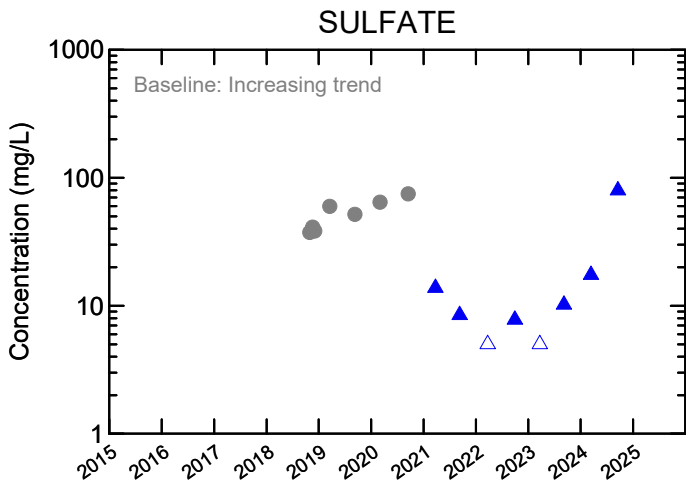 SULFATE
1000
Baseline: Increasing trend
100
Concentration (mg/L)
10
1
2015 2016 2017 2018 2019 2020 2021 2022 2023 2024 2025